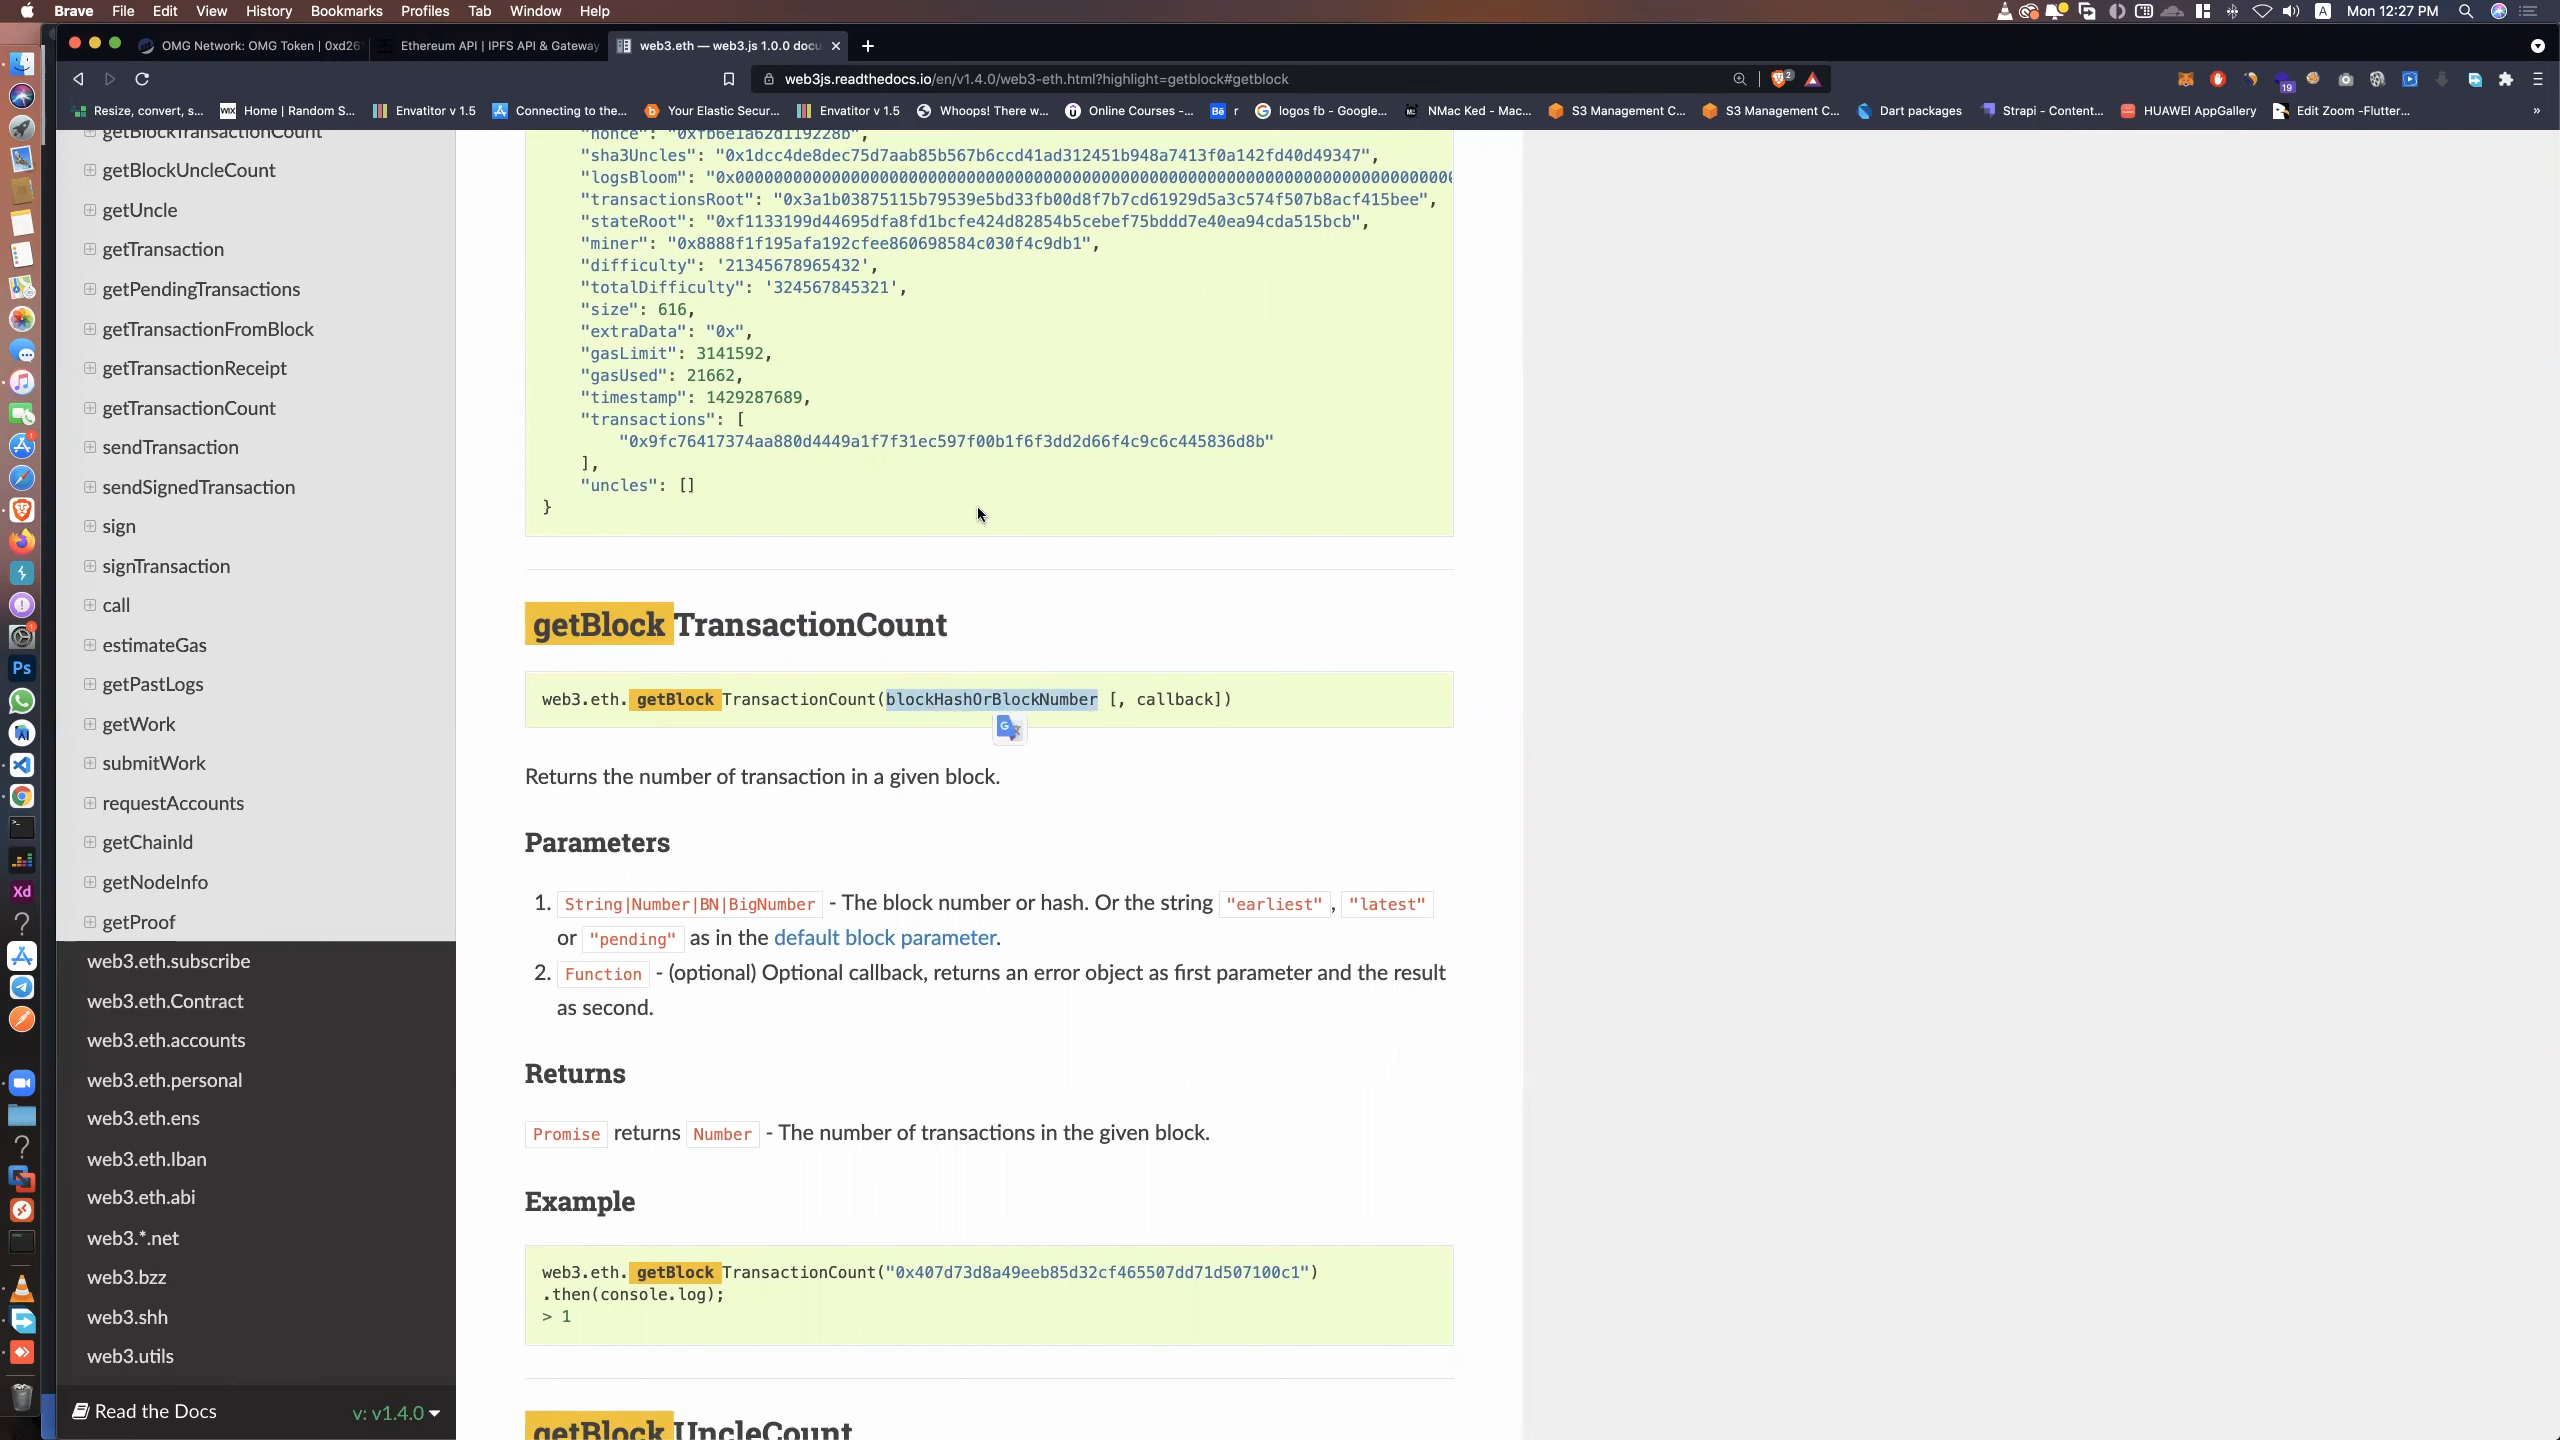 Brave File Edit View History Bookmarks Profiles Tab Window Help
A Mon 12:27 PM
OMG Network: OMG Token | 0xd26
Ethereum API | IPFS API & Gateway
web3.eth — web3.js 1.0.0 docu
web3js.readthedocs.io/en/v1.4.0/web3-eth.html?highlight=getblock#getblock
2
19
Resize, convert, s...
WIX Home | Random S...
Envatitor v 1.5
Connecting to the...
Your Elastic Secur...
Envatitor v 1.5
Whoops! There w...
Online Courses -...
Bē r
logos fb - Google...
NMac Ked - Mac...
S3 Management C...
S3 Management C...
Dart packages
Strapi - Content...
HUAWEI AppGallery
Edit Zoom -Flutter...
»
getBlockTransactionCount
getBlockUncleCount
getUncle
getTransaction
getPendingTransactions
getTransactionFromBlock
getTransactionReceipt
getTransactionCount
sendTransaction
sendSignedTransaction
sign
signTransaction
call
estimateGas
getPastLogs
getWork
submitWork
requestAccounts
getChainId
getNodeInfo
getProof
web3.eth.subscribe
web3.eth.Contract
web3.eth.accounts
web3.eth.personal
web3.eth.ens
web3.eth.Iban
web3.eth.abi
web3.*.net
web3.bzz
web3.shh
web3.utils
Read the Docs
v: v1.4.0
Ps
Xd
"nonce": "0xfb6e1a62d119228b",
"sha3Uncles": "0x1dcc4de8dec75d7aab85b567b6ccd41ad312451b948a7413f0a142fd40d49347",
"transactionsRoot": "0x3a1b03875115b79539e5bd33fb00d8f7b7cd61929d5a3c574f507b8acf415bee",
"stateRoot": "0xf1133199d44695dfa8fd1bcfe424d82854b5cebef75bddd7e40ea94cda515bcb",
"miner": "0x8888f1f195afa192cfee860698584c030f4c9db1",
"difficulty": '21345678965432',
"totalDifficulty": '324567845321',
"size": 616,
"extraData": "0x",
"gasLimit": 3141592,
"gasUsed": 21662,
"timestamp": 1429287689,
"transactions": [
"0x9fc76417374aa880d4449a1f7f31ec597f00b1f6f3dd2d66f4c9c6c445836d8b"
],
"uncles": []
}
getBlockTransactionCount
web3.eth.getBlockTransactionCount(blockHashOrBlockNumber [, callback])
Returns the number of transaction in a given block.
Parameters
1. String|Number|BN|BigNumber - The block number or hash. Or the string "earliest", "latest"
or "pending" as in the default block parameter.
2. Function - (optional) Optional callback, returns an error object as first parameter and the result
as second.
Returns
Promise returns Number - The number of transactions in the given block.
Example
web3.eth.getBlockTransactionCount("0x407d73d8a49eeb85d32cf465507dd71d507100c1")
.then(console.log);
> 1
getBlockUncleCount